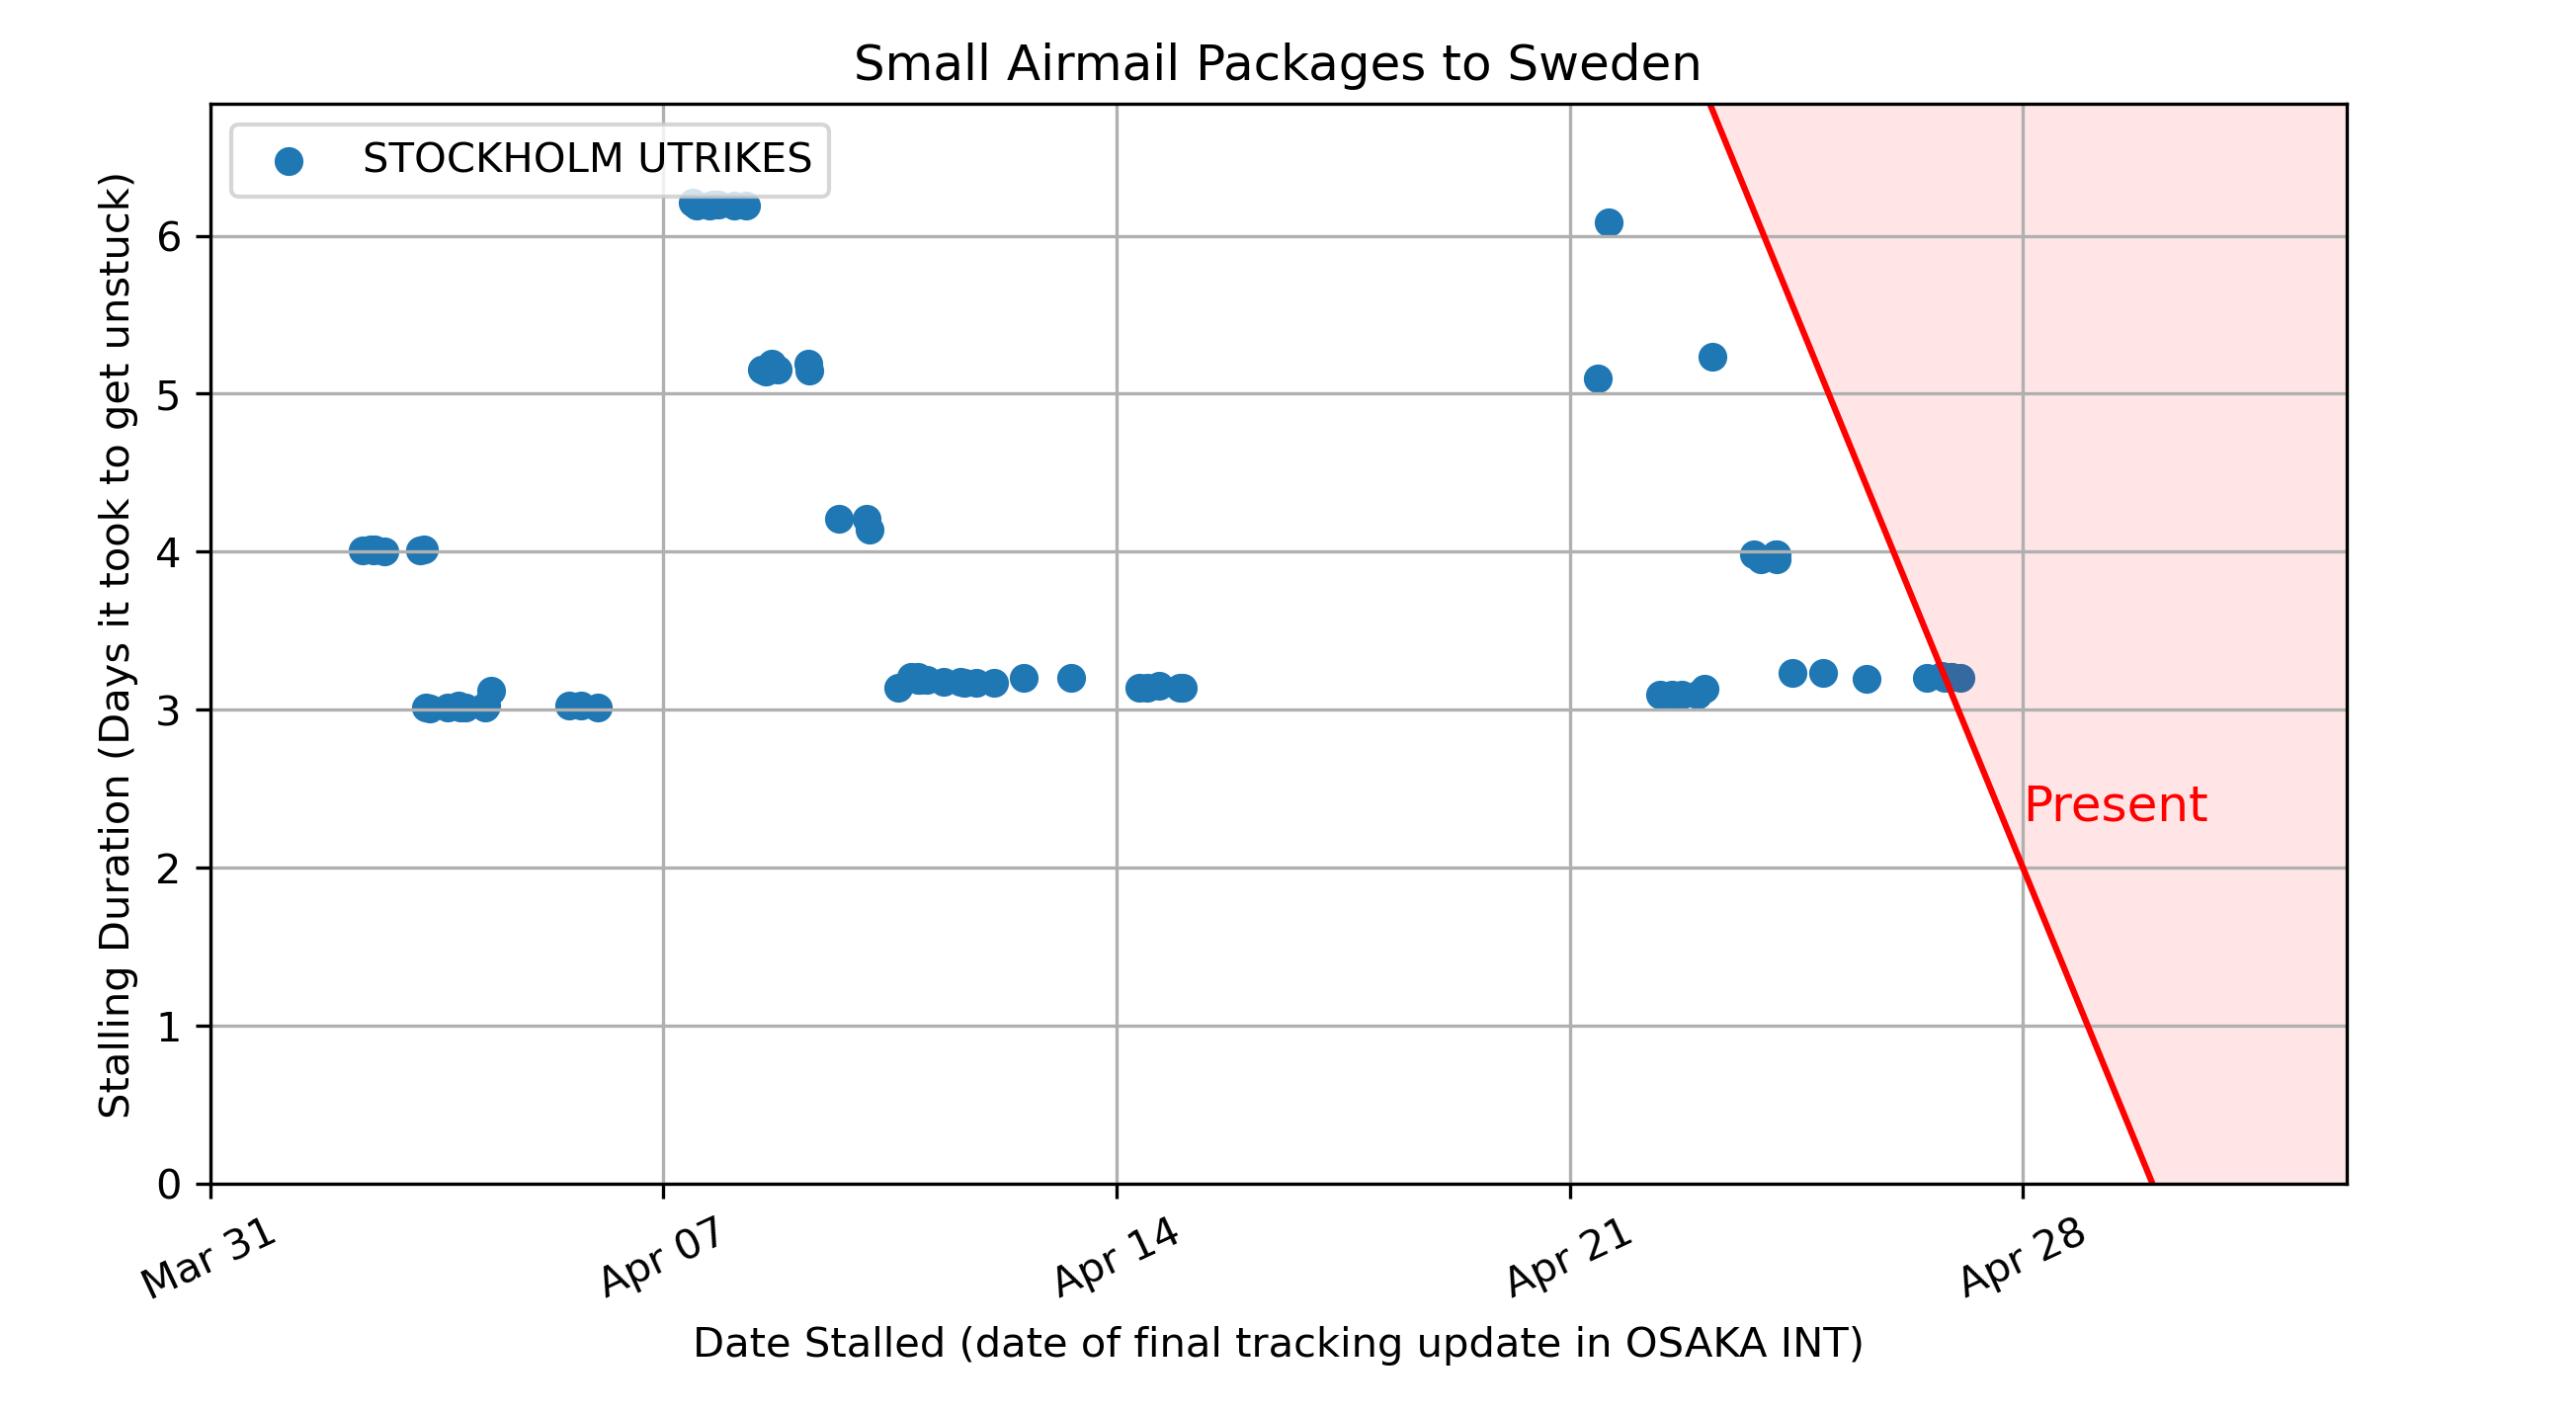 Small Airmail Packages to Sweden
STOCKHOLM UTRIKES
Stalling Duration (Days it took to get unstuck)
6
5
4
3
2
1
0
Present
Mar 31
Apr 07
Apr 14
Apr 21
Apr 28
Date Stalled (date of final tracking update in OSAKA INT)